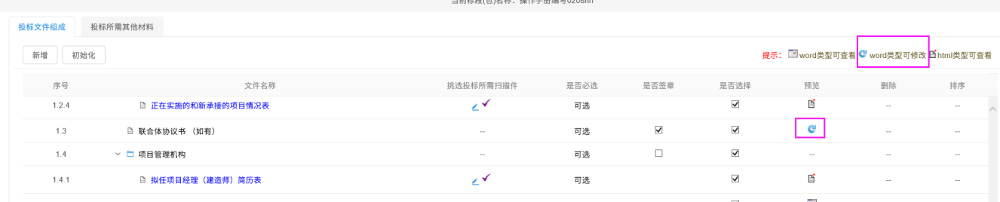 当前标段(包)名称：操作手册编写0208hh
投标文件组成 投标所需其他材料
新增 初始化 提示： word类型可查看 word类型可修改 html类型可查看
序号 文件名称 挑选投标所需扫描件 是否必选 是否签章 是否选择 预览 删除 排序
1.2.4 正在实施的和新承接的项目情况表 可选 -- --
1.3 联合体协议书 （如有） -- 可选 -- --
1.4 项目管理机构 -- 可选 -- -- --
1.4.1 拟任项目经理（建造师）简历表 可选 -- --